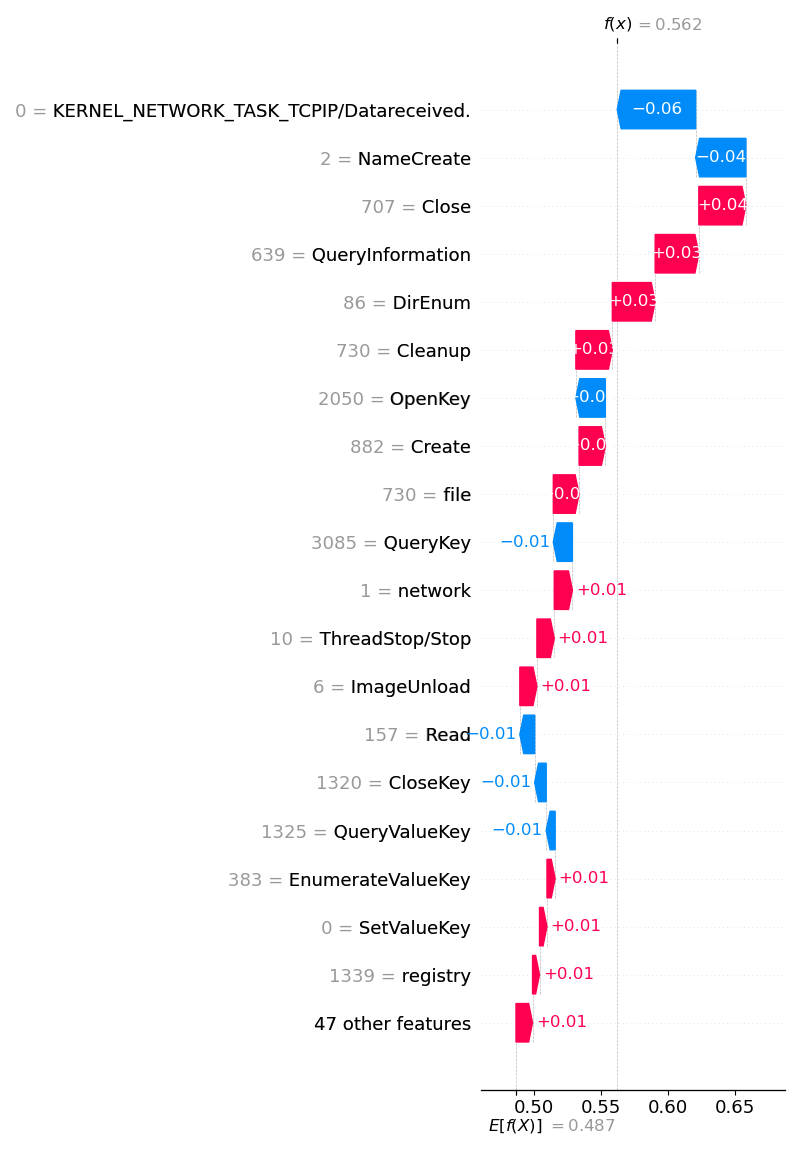 f(x) = 0.562
0 = KERNEL_NETWORK_TASK_TCPIP/Datareceived. −0.06
2 = NameCreate −0.04
707 = Close +0.04
639 = QueryInformation +0.03
86 = DirEnum +0.03
730 = Cleanup +0.03
2050 = OpenKey
882 = Create
730 = file
3085 = QueryKey −0.01
1 = network +0.01
10 = ThreadStop/Stop +0.01
6 = ImageUnload +0.01
157 = Read −0.01
1320 = CloseKey −0.01
1325 = QueryValueKey −0.01
383 = EnumerateValueKey +0.01
0 = SetValueKey +0.01
1339 = registry +0.01
47 other features +0.01
0.50 0.55 0.60 0.65
E[f(X)] = 0.487